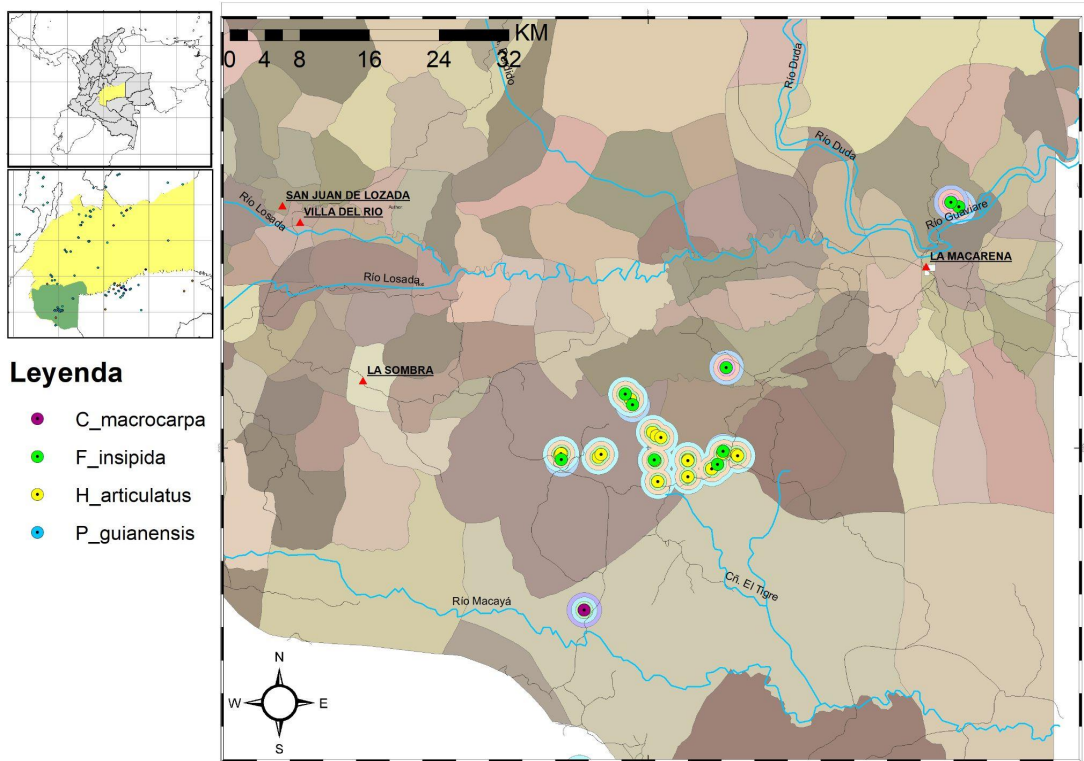 KM
0 4 8 16 24 32
Río Duda
Río Duda
SAN JUAN DE LOZADA
VILLA DEL RIO
Río Losada
Río Guaviare
LA MACARENA
Río Losada
LA SOMBRA
Leyenda
C_macrocarpa
F_insipida
H_articulatus
P_guianensis
Cñ. El Tigre
Río Macayá
N
W E
S